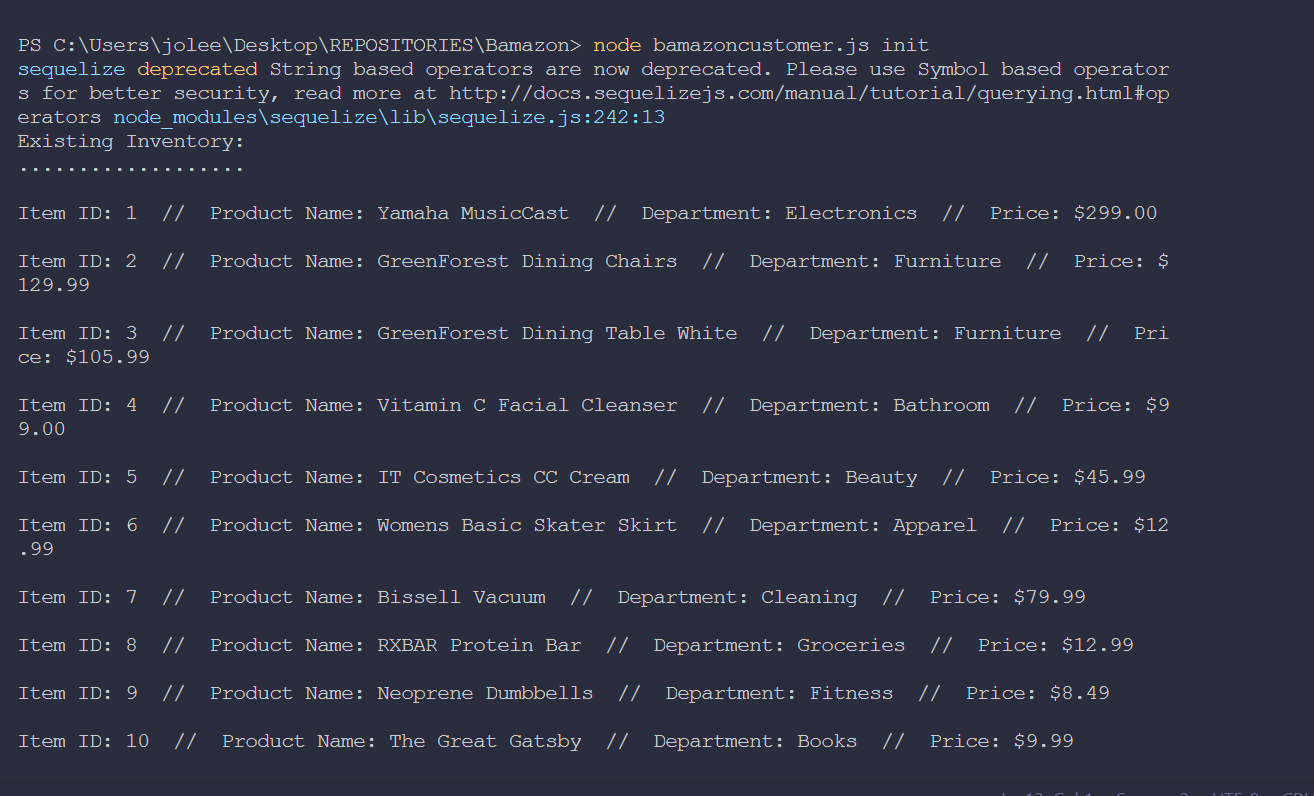 PS C:\Users\jolee\Desktop\REPOSITORIES\Bamazon> node bamazoncustomer.js init
sequelize deprecated String based operators are now deprecated. Please use Symbol based operator
s for better security, read more at http://docs.sequelizejs.com/manual/tutorial/querying.html#op
erators node_modules\sequelize\lib\sequelize.js:242:13
Existing Inventory:
...................
Item ID: 1  //  Product Name: Yamaha MusicCast  //  Department: Electronics  //  Price: $299.00
Item ID: 2  //  Product Name: GreenForest Dining Chairs  //  Department: Furniture  //  Price: $
129.99
Item ID: 3  //  Product Name: GreenForest Dining Table White  //  Department: Furniture  //  Pri
ce: $105.99
Item ID: 4  //  Product Name: Vitamin C Facial Cleanser  //  Department: Bathroom  //  Price: $9
9.00
Item ID: 5  //  Product Name: IT Cosmetics CC Cream  //  Department: Beauty  //  Price: $45.99
Item ID: 6  //  Product Name: Womens Basic Skater Skirt  //  Department: Apparel  //  Price: $12
.99
Item ID: 7  //  Product Name: Bissell Vacuum  //  Department: Cleaning  //  Price: $79.99
Item ID: 8  //  Product Name: RXBAR Protein Bar  //  Department: Groceries  //  Price: $12.99
Item ID: 9  //  Product Name: Neoprene Dumbbells  //  Department: Fitness  //  Price: $8.49
Item ID: 10  //  Product Name: The Great Gatsby  //  Department: Books  //  Price: $9.99